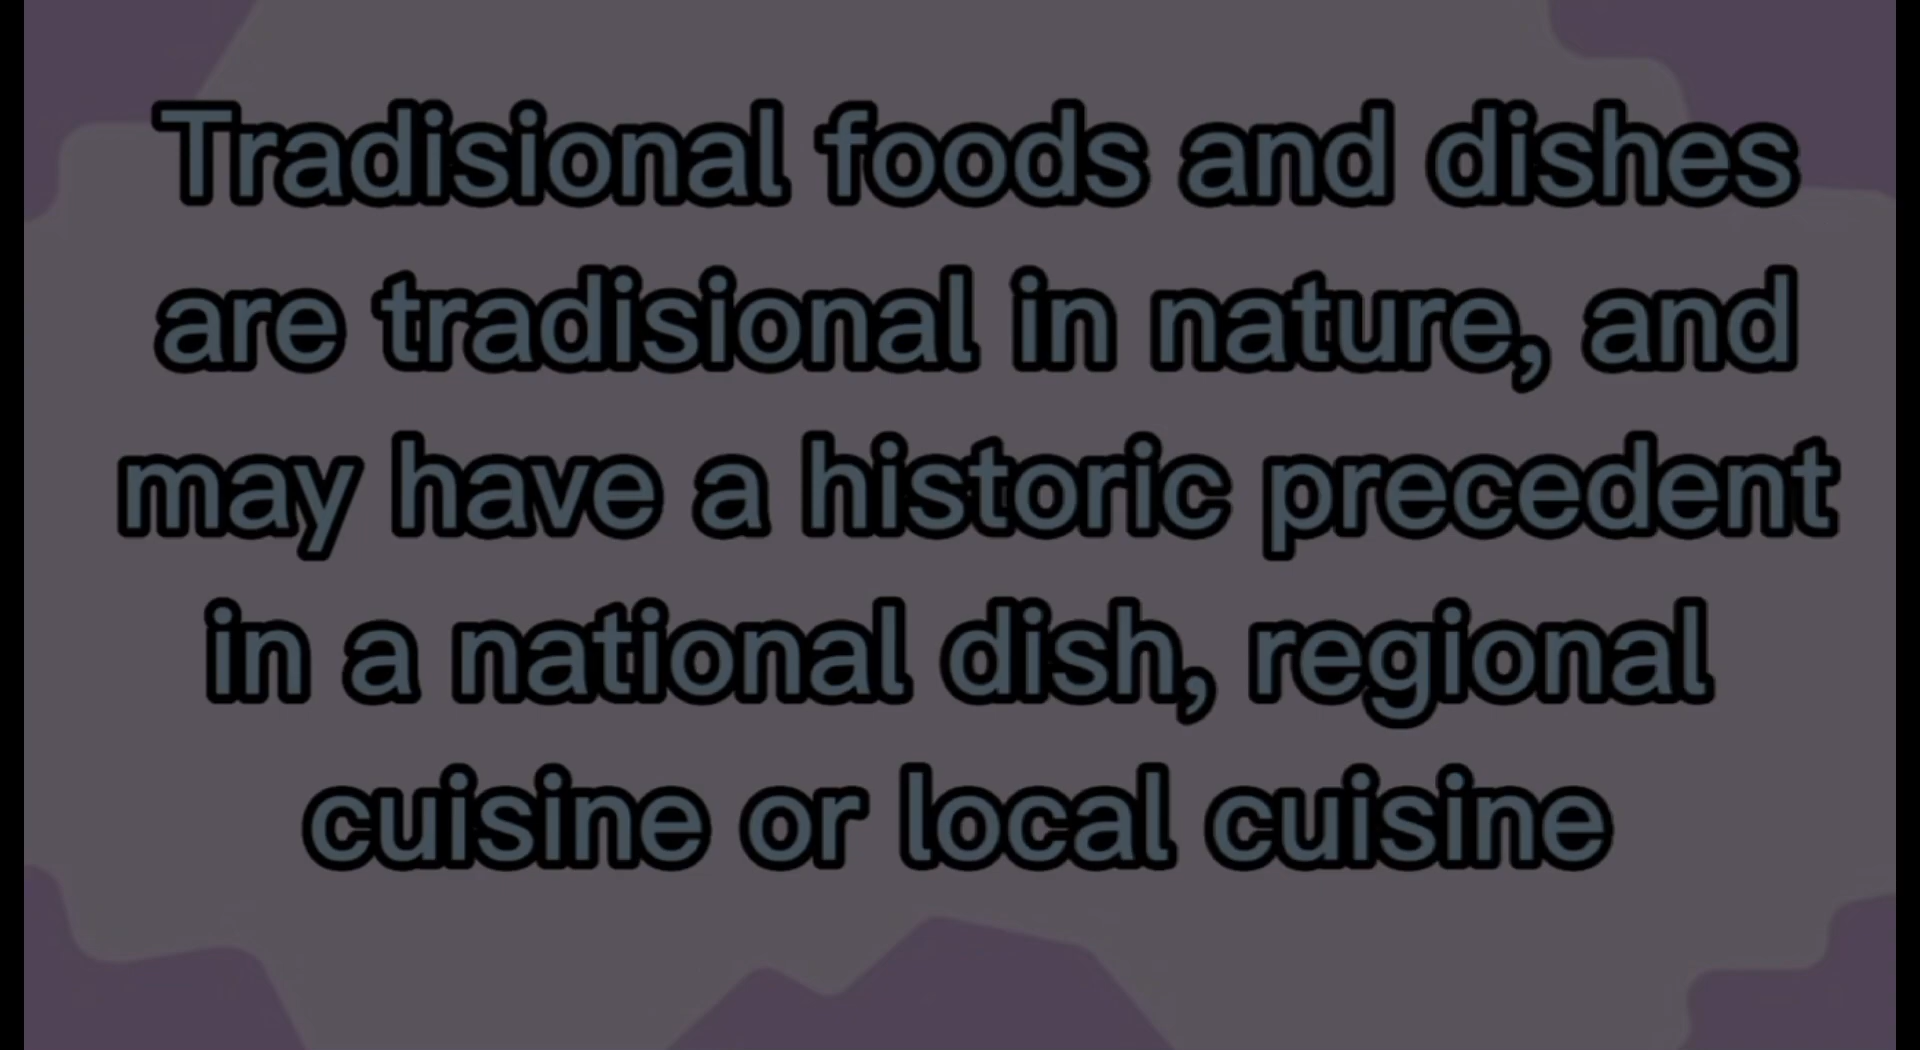 Tradisional foods and dishes
are tradisional in nature, and
may have a historic precedent
in a national dish, regional
cuisine or local cuisine